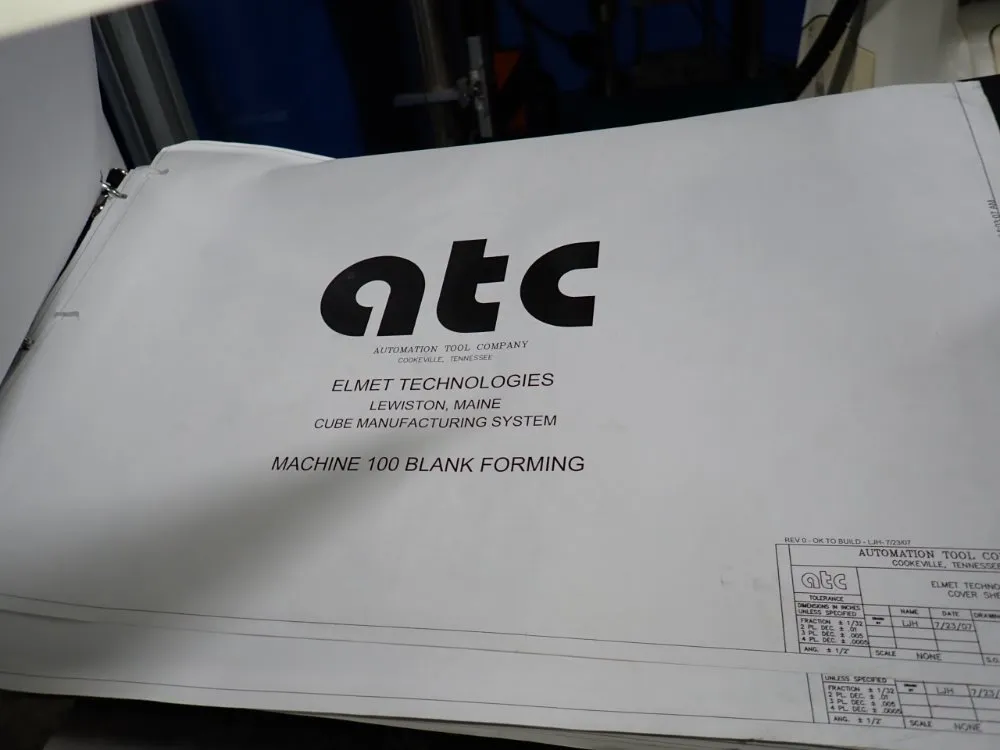 atc
AUTOMATION TOOL COMPANY
COOKEVILLE, TENNESSEE
ELMET TECHNOLOGIES
LEWISTON, MAINE
CUBE MANUFACTURING SYSTEM
MACHINE 100 BLANK FORMING
REV 0 - OK TO BUILD - LJH- 7/23/07
AUTOMATION TOOL CO
COOKEVILLE, TENNESSEE
atc
ELMET TECHNO
COVER SHE
TOLERANCE
DIMENSIONS IN INCHES
UNLESS SPECIFIED
NAME DATE
FRACTION ± 1/32
2 PL. DEC. ± .01
3 PL. DEC. ± .005
4 PL. DEC. ± .0005
LJH 7/23/07
ANG. ± 1/2°
SCALE NONE
UNLESS SPECIFIED
FRACTION ± 1/32
2 PL. DEC. ± .01
3 PL. DEC. ± .005
4 PL. DEC. ± .0005
LJH 7/23/
ANG. ± 1/2°
SCALE NONE